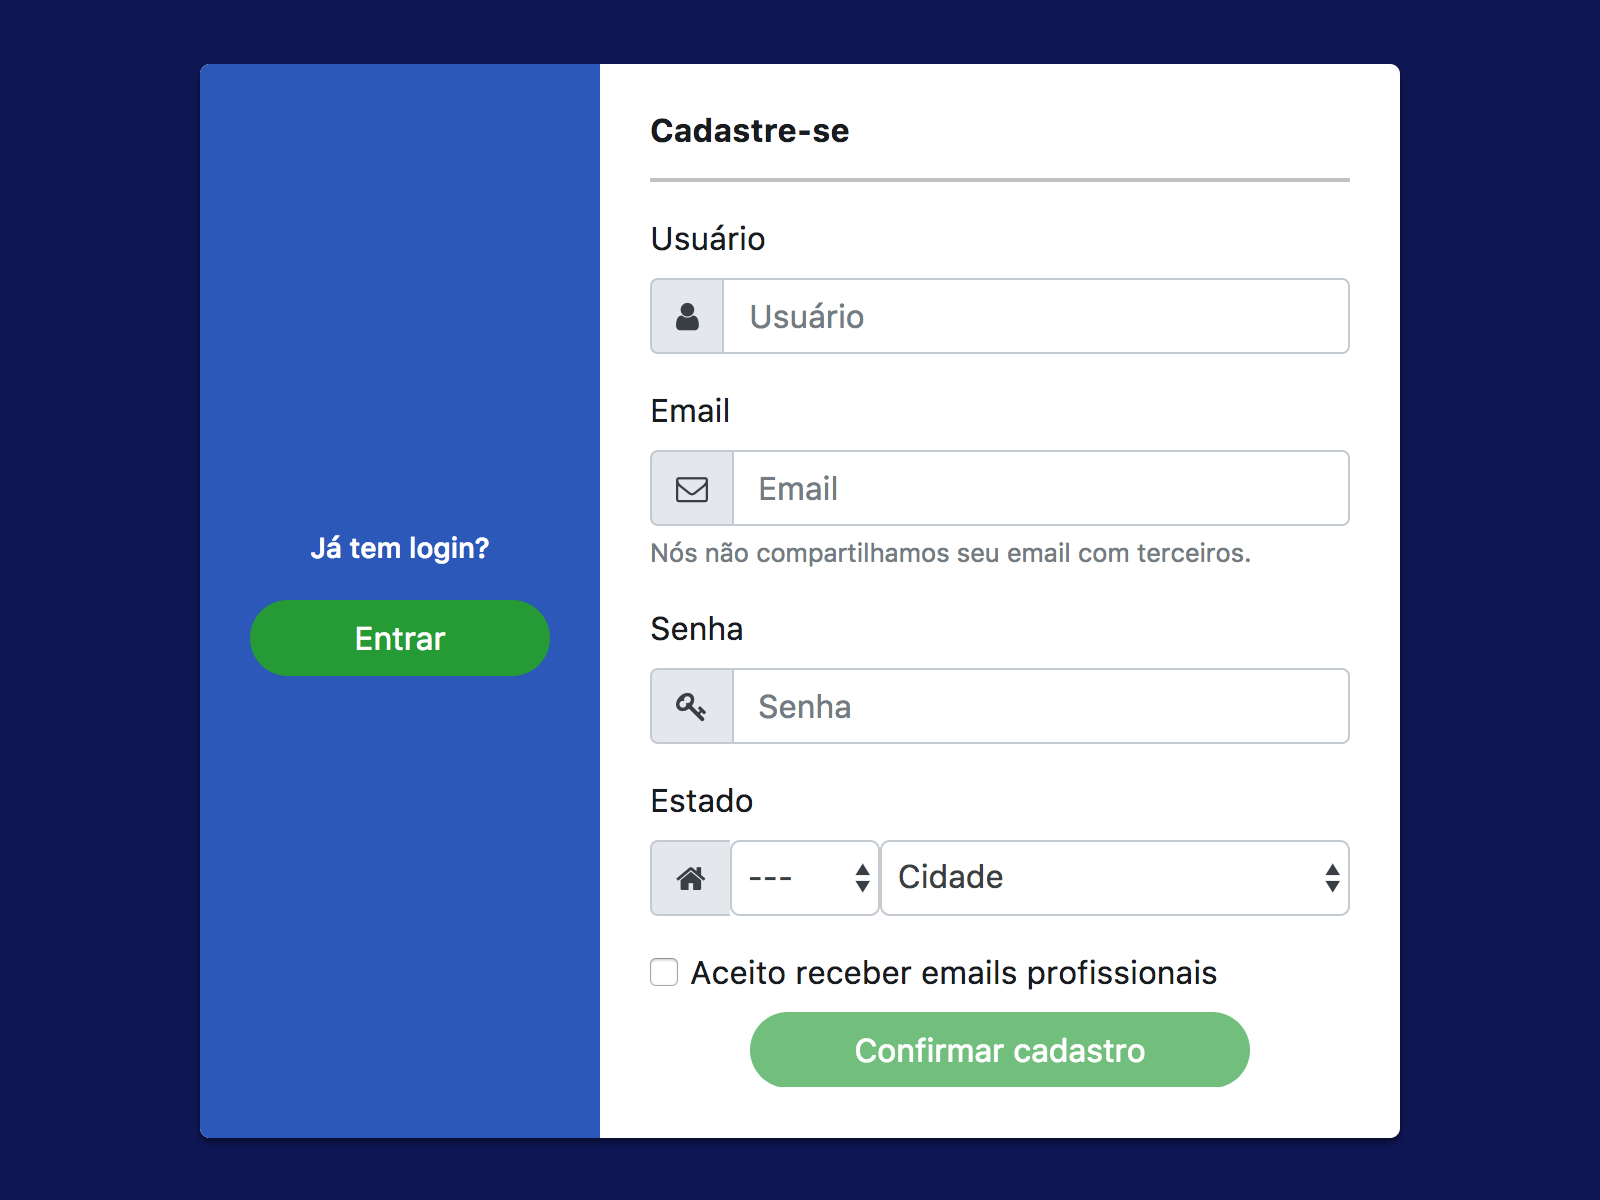 Já tem login?
Entrar
Cadastre-se
Usuário
Usuário
Email
Email
Nós não compartilhamos seu email com terceiros.
Senha
Senha
Estado
--- Cidade
Aceito receber emails profissionais
Confirmar cadastro